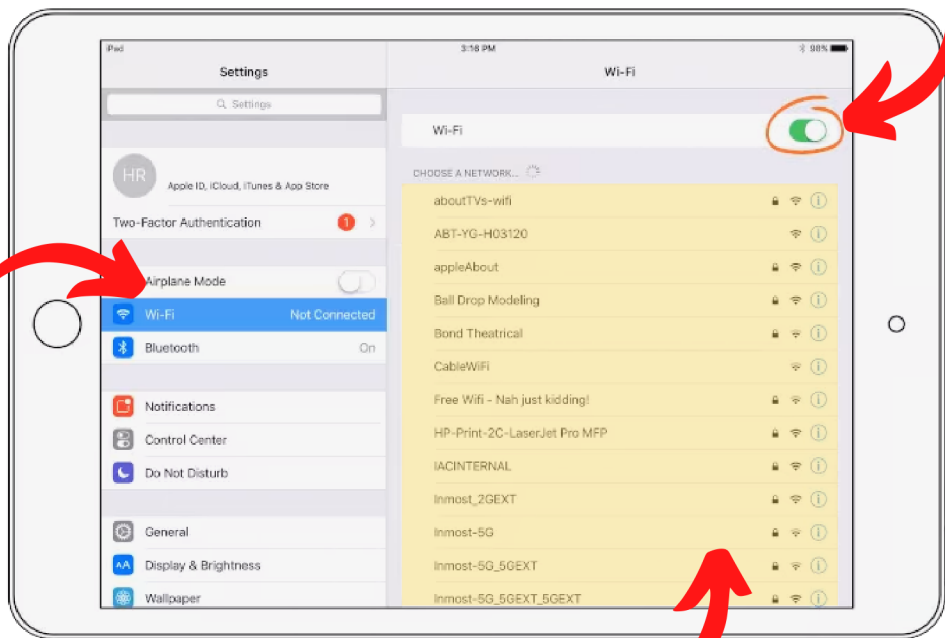 iPad 3:16 PM 98%
Settings
Wi-Fi
Settings
Wi-Fi
CHOOSE A NETWORK...
HR
Apple ID, iCloud, iTunes & App Store
Two-Factor Authentication 1
Airplane Mode
Wi-Fi Not Connected
Bluetooth On
Notifications
Control Center
Do Not Disturb
General
AA Display & Brightness
Wallpaper
aboutTVs-wifi
ABT-YG-H03120
appleAbout
Ball Drop Modeling
Bond Theatrical
CableWiFi
Free Wifi - Nah just kidding!
HP-Print-2C-LaserJet Pro MFP
IACINTERNAL
Inmost_2GEXT
Inmost-5G
Inmost-5G_5GEXT
Inmost-5G_5GEXT_5GEXT